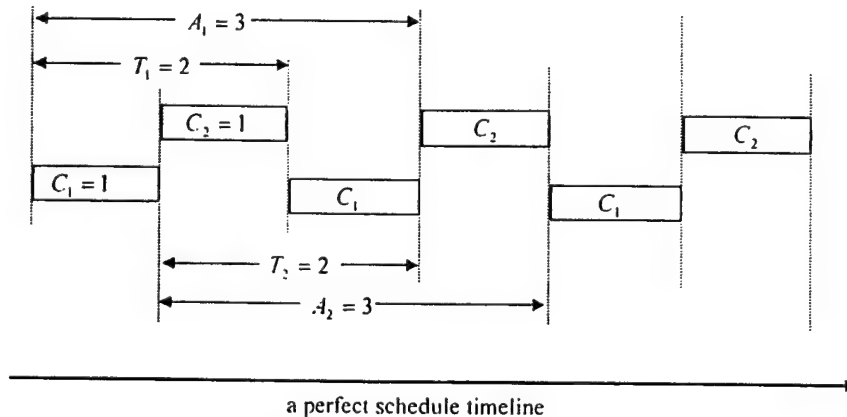 A₁ = 3
T₁ = 2
C₂ = 1
C₂
C₂
C₁ = 1
C₁
C₁
T₂ = 2
A₂ = 3
a perfect schedule timeline